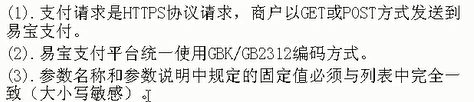 (1).支付请求是HTTPS协议请求，商户以GET或POST方式发送到
易宝支付。
(2).易宝支付平台统一使用GBK/GB2312编码方式。
(3).参数名称和参数说明中规定的固定值必须与列表中完全一
致（大小写敏感）。